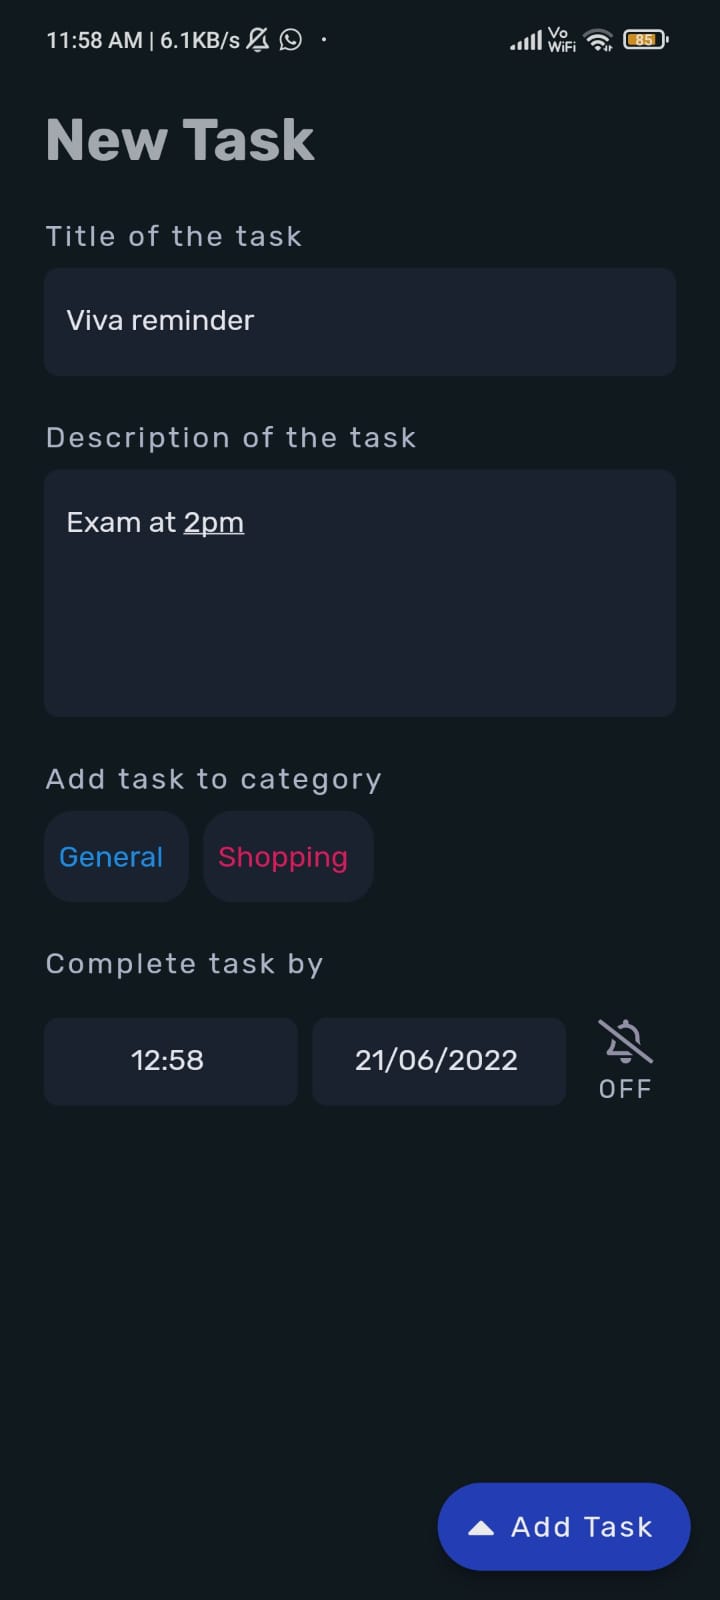 11:58 AM | 6.1KB/s Vo WiFi 85
New Task
Title of the task
Viva reminder
Description of the task
Exam at 2pm
Add task to category
General Shopping
Complete task by
12:58 21/06/2022
OFF
Add Task